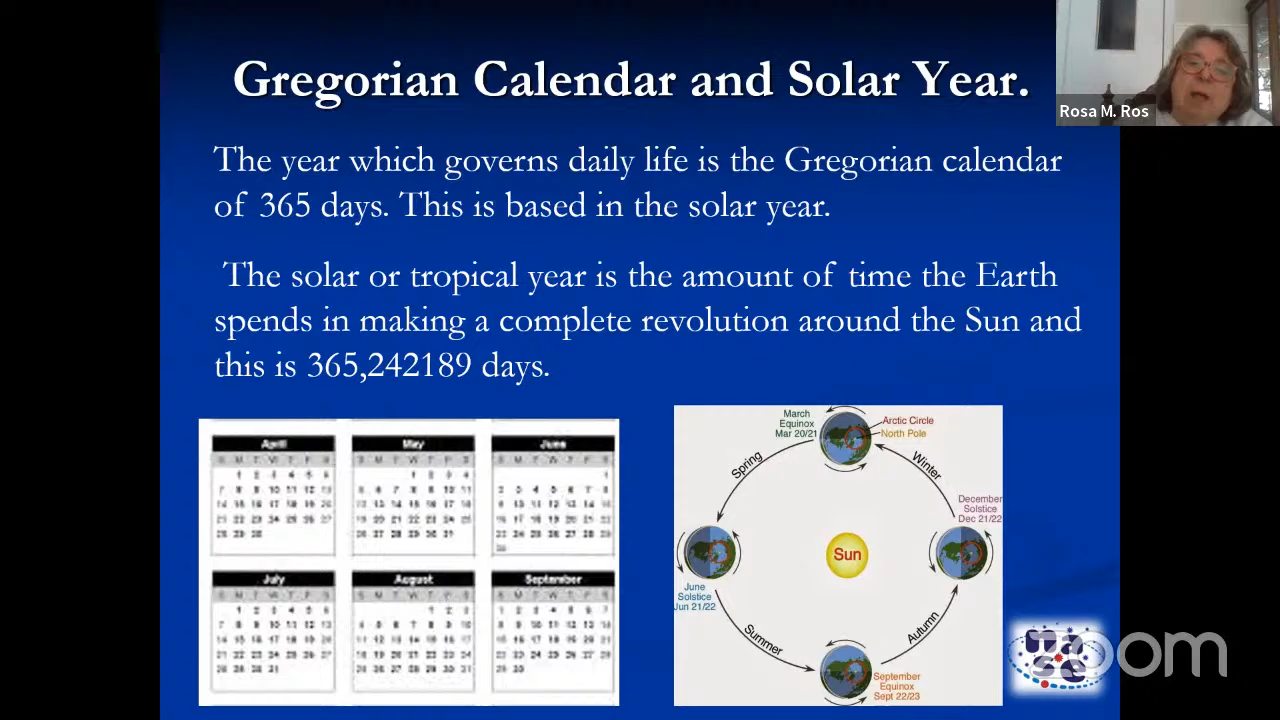 Gregorian Calendar and Solar Year.
Rosa M. Ros
The year which governs daily life is the Gregorian calendar
of 365 days. This is based in the solar year.
The solar or tropical year is the amount of time the Earth
spends in making a complete revolution around the Sun and
this is 365,242189 days.
April May June
July August September
March
Equinox
Mar 20/21
Arctic Circle
North Pole
Spring
Winter
December
Solstice
Dec 21/22
Sun
June
Solstice
Jun 21/22
Summer
Autumn
September
Equinox
Sept 22/23
zoom